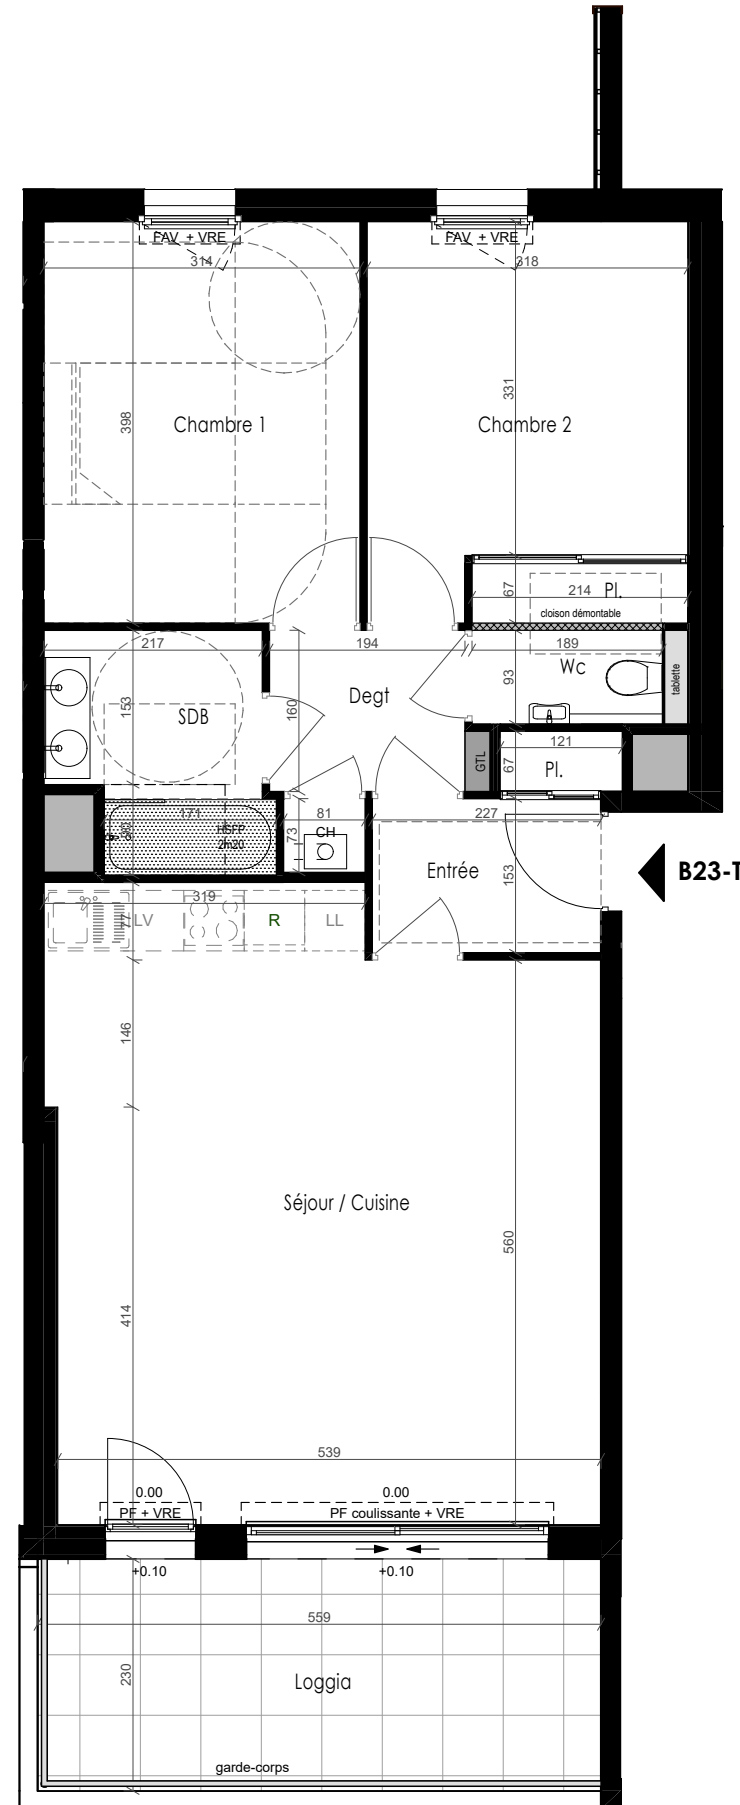 FAV + VRE
FAV + VRE
314
318
398
331
Chambre 1
Chambre 2
67
214
Pl.
cloison démontable
217
194
189
Wc
93
tablette
153
SDB
160
Degt
GTL
67
121
Pl.
171
90
HSFP
2m20
81
73
CH
227
Entrée
153
B23-T
319
77
LV
R
LL
146
Séjour / Cuisine
560
414
539
0.00
0.00
PF + VRE
PF coulissante + VRE
+0.10
+0.10
559
230
Loggia
garde-corps